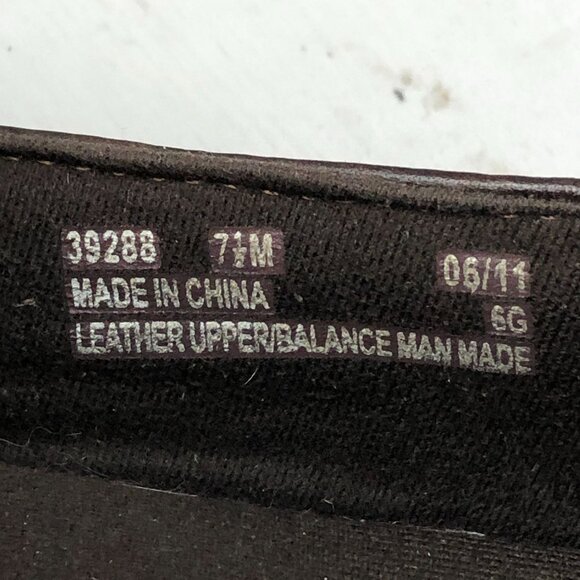 39288 7½M 06/11
MADE IN CHINA 6G
LEATHER UPPER/BALANCE MAN MADE